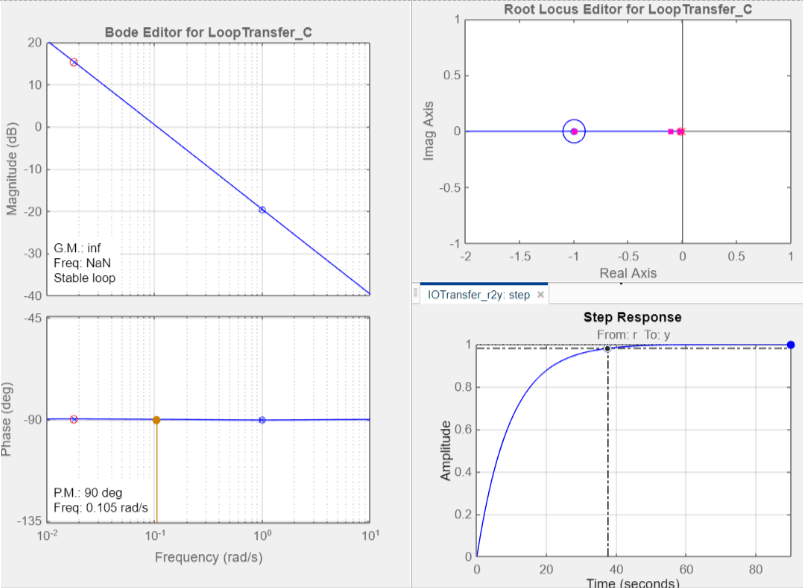 Bode Editor for LoopTransfer_C
20
10
0
-10
-20
-30
-40
Magnitude (dB)
G.M.: inf
Freq: NaN
Stable loop
-45
-90
-135
Phase (deg)
P.M.: 90 deg
Freq: 0.105 rad/s
10^-2 10^-1 10^0 10^1
Frequency (rad/s)
Root Locus Editor for LoopTransfer_C
1
0.5
0
-0.5
-1
Imag Axis
-2 -1.5 -1 -0.5 0 0.5 1
Real Axis
IOTransfer_r2y: step
Step Response
From: r To: y
1
0.8
0.6
0.4
0.2
0
Amplitude
0 20 40 60 80
Time (seconds)